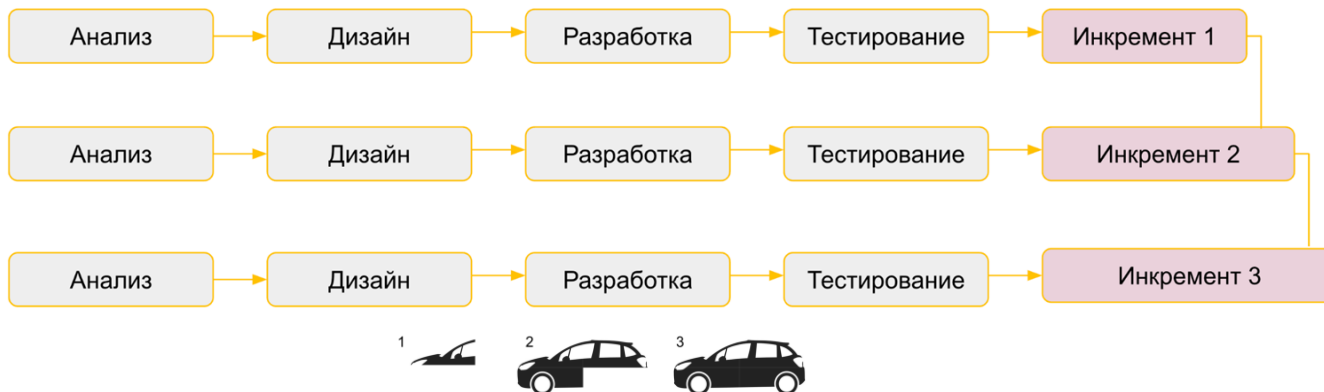 Анализ Дизайн Разработка Тестирование Инкремент 1
Анализ Дизайн Разработка Тестирование Инкремент 2
Анализ Дизайн Разработка Тестирование Инкремент 3
1 2 3